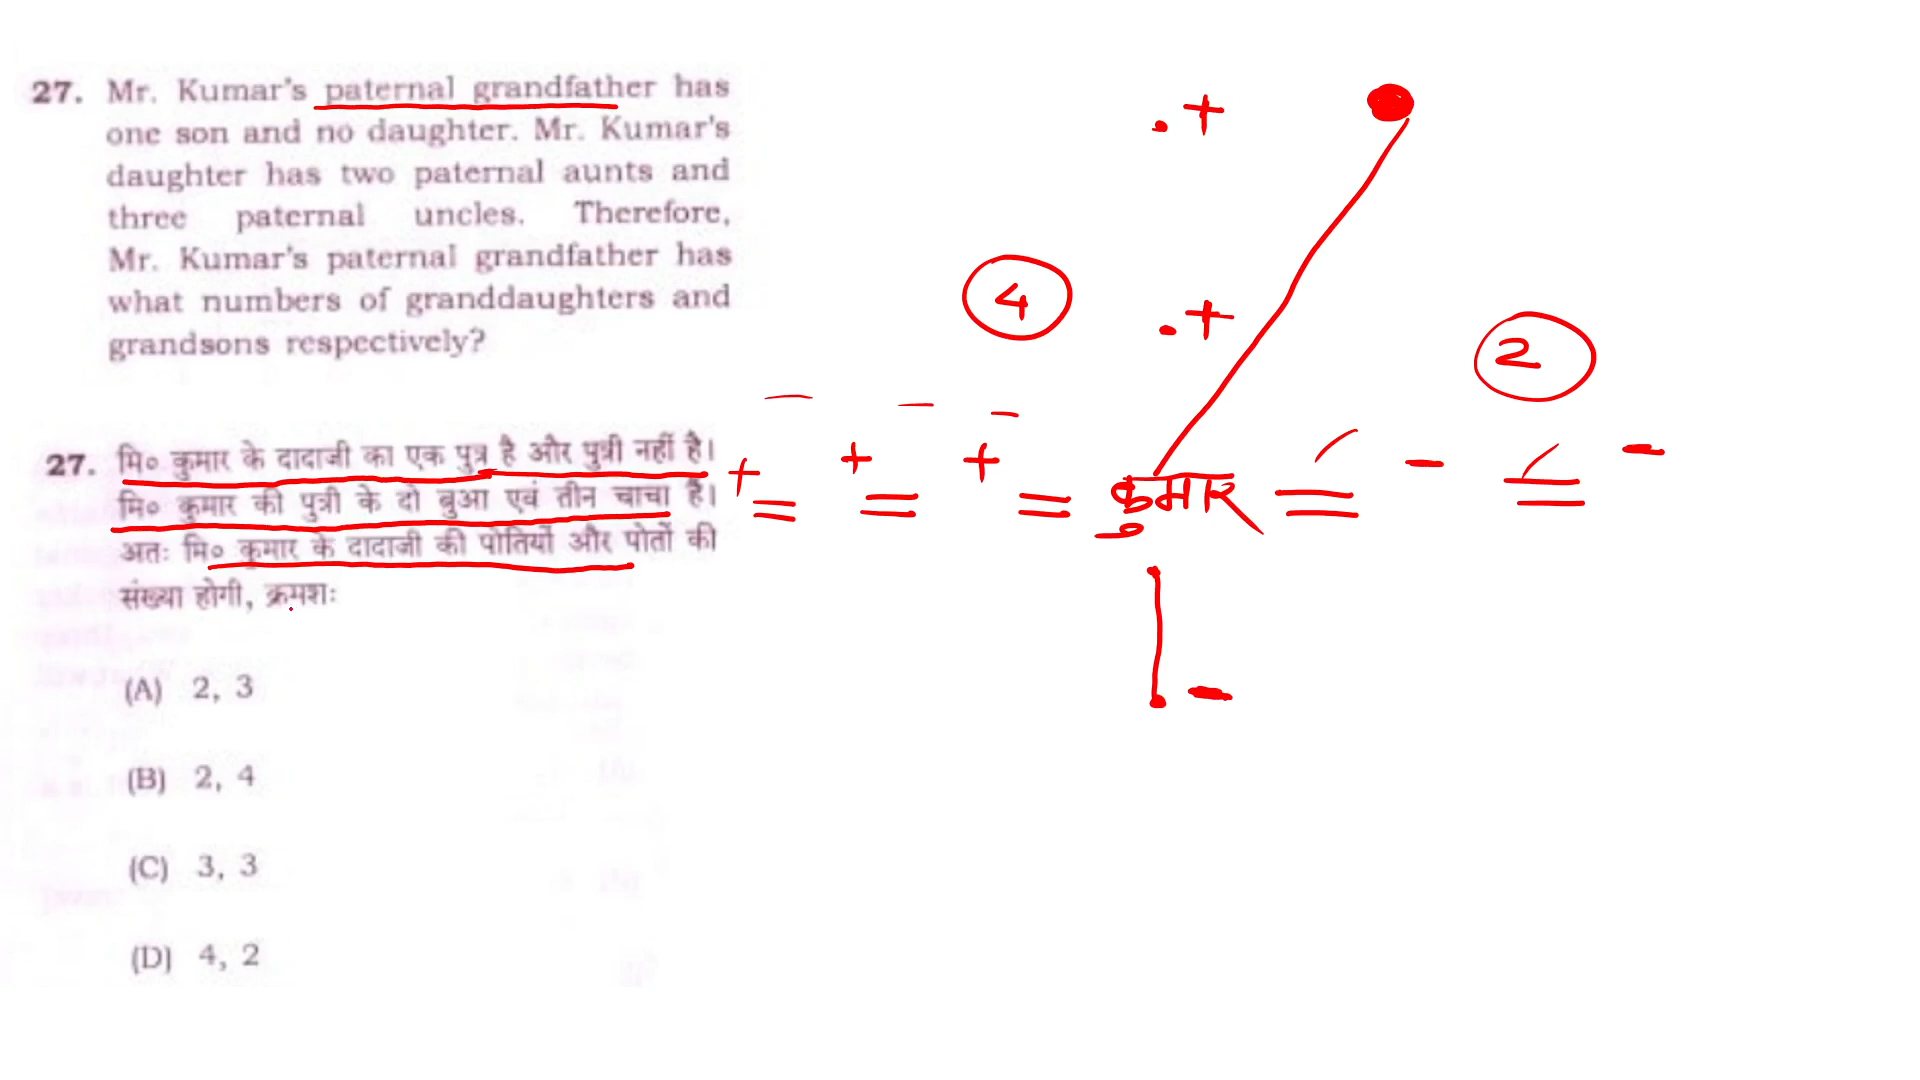 27. Mr. Kumar's paternal grandfather has
one son and no daughter. Mr. Kumar's
daughter has two paternal aunts and
three paternal uncles. Therefore,
Mr. Kumar's paternal grandfather has
what numbers of granddaughters and
grandsons respectively?
27. मि० कुमार के दादाजी का एक पुत्र है और पुत्री नहीं है।
मि० कुमार की पुत्री के दो बुआ एवं तीन चाचा है।
अतः मि० कुमार के दादाजी की पोतियों और पोतों की
संख्या होगी, क्रमशः
(A) 2, 3
(B) 2, 4
(C) 3, 3
(D) 4, 2
+
4
+
2
+ + + कुमार - -
-